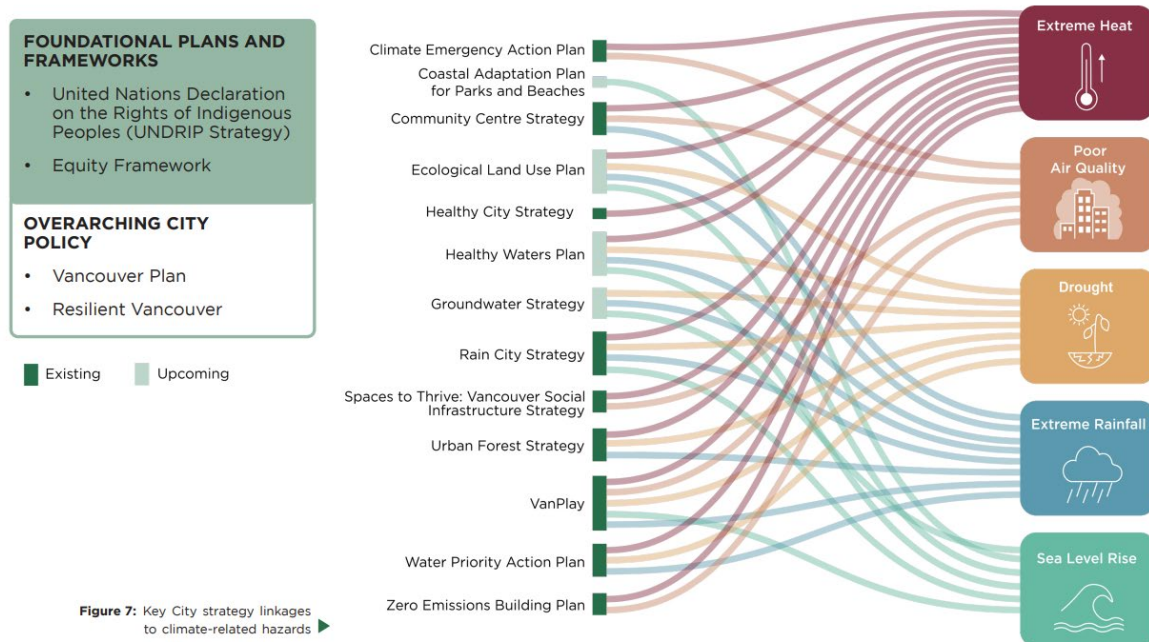 FOUNDATIONAL PLANS AND
FRAMEWORKS
• United Nations Declaration
on the Rights of Indigenous
Peoples (UNDRIP Strategy)
• Equity Framework
OVERARCHING CITY
POLICY
• Vancouver Plan
• Resilient Vancouver
Existing
Upcoming
Climate Emergency Action Plan
Coastal Adaptation Plan
for Parks and Beaches
Community Centre Strategy
Ecological Land Use Plan
Healthy City Strategy
Healthy Waters Plan
Groundwater Strategy
Rain City Strategy
Spaces to Thrive: Vancouver Social
Infrastructure Strategy
Urban Forest Strategy
VanPlay
Water Priority Action Plan
Zero Emissions Building Plan
Extreme Heat
Poor
Air Quality
Drought
Extreme Rainfall
Sea Level Rise
Figure 7: Key City strategy linkages
to climate-related hazards